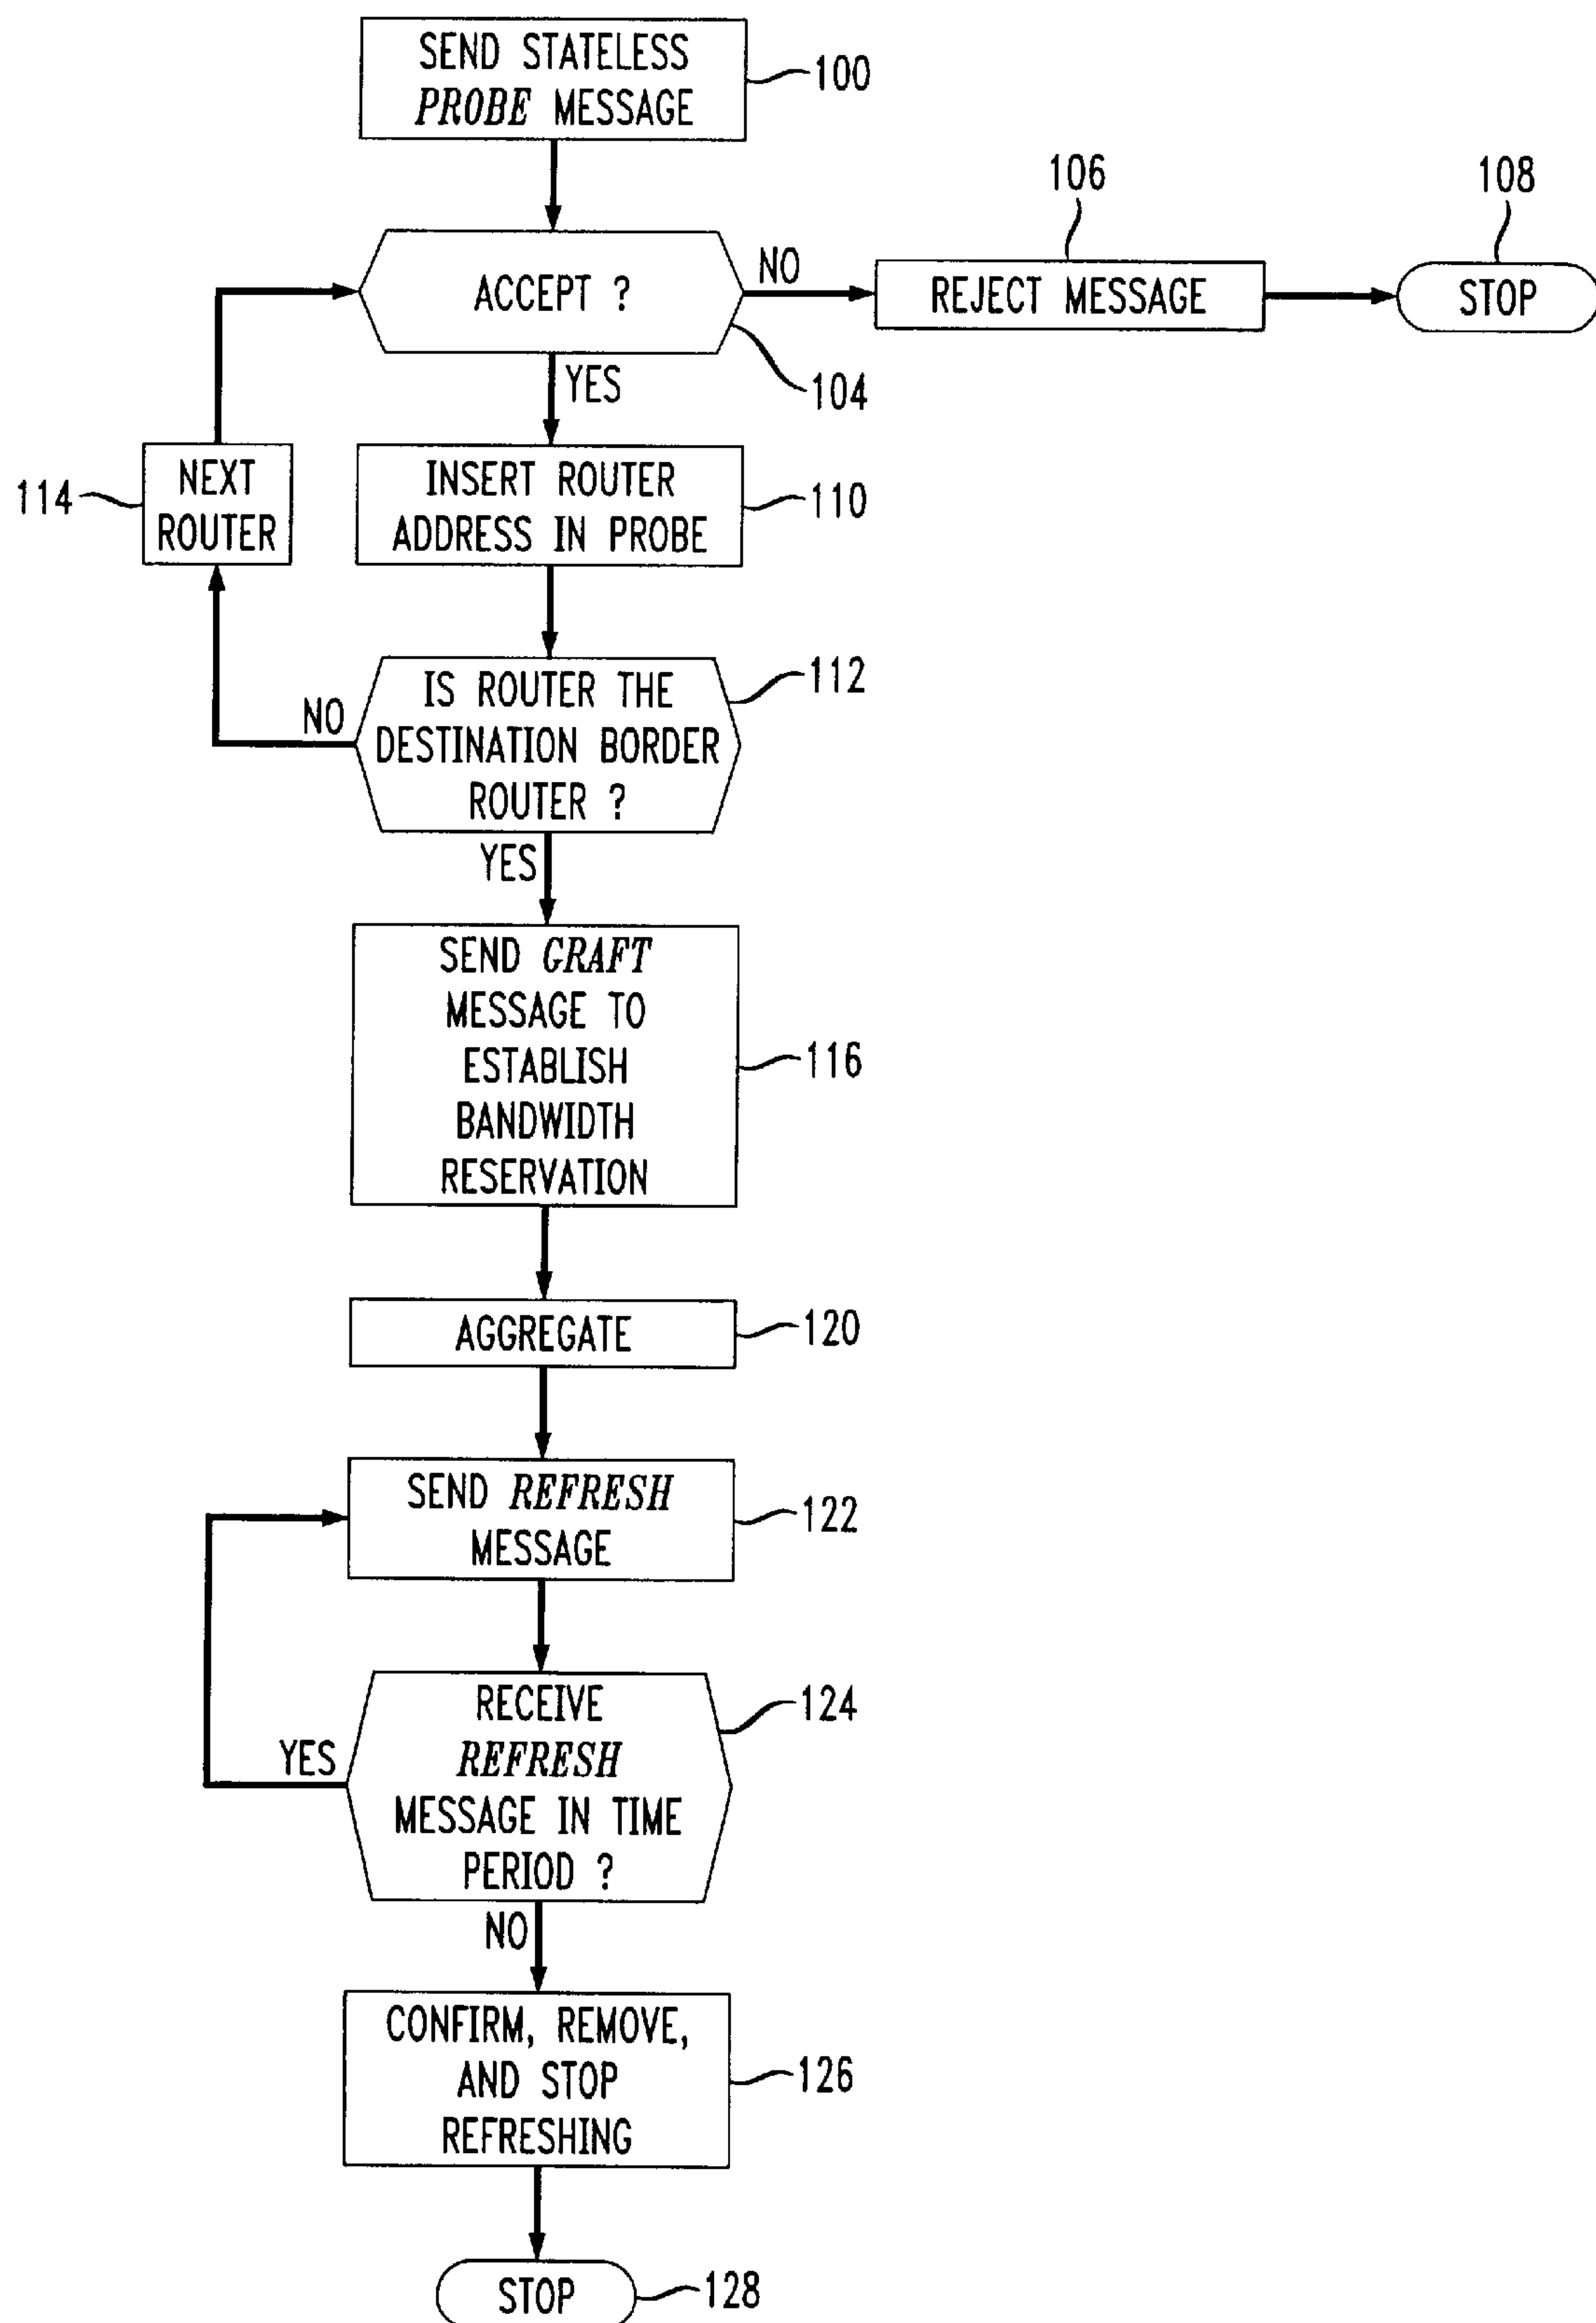 SEND STATELESS
PROBE MESSAGE
100
106
108
ACCEPT ?
NO
REJECT MESSAGE
STOP
YES
104
114
NEXT
ROUTER
INSERT ROUTER
ADDRESS IN PROBE
110
IS ROUTER THE
DESTINATION BORDER
ROUTER ?
112
NO
YES
SEND GRAFT
MESSAGE TO
ESTABLISH
BANDWIDTH
RESERVATION
116
AGGREGATE
120
SEND REFRESH
MESSAGE
122
RECEIVE
REFRESH
MESSAGE IN TIME
PERIOD ?
124
YES
NO
CONFIRM, REMOVE,
AND STOP
REFRESHING
126
STOP
128